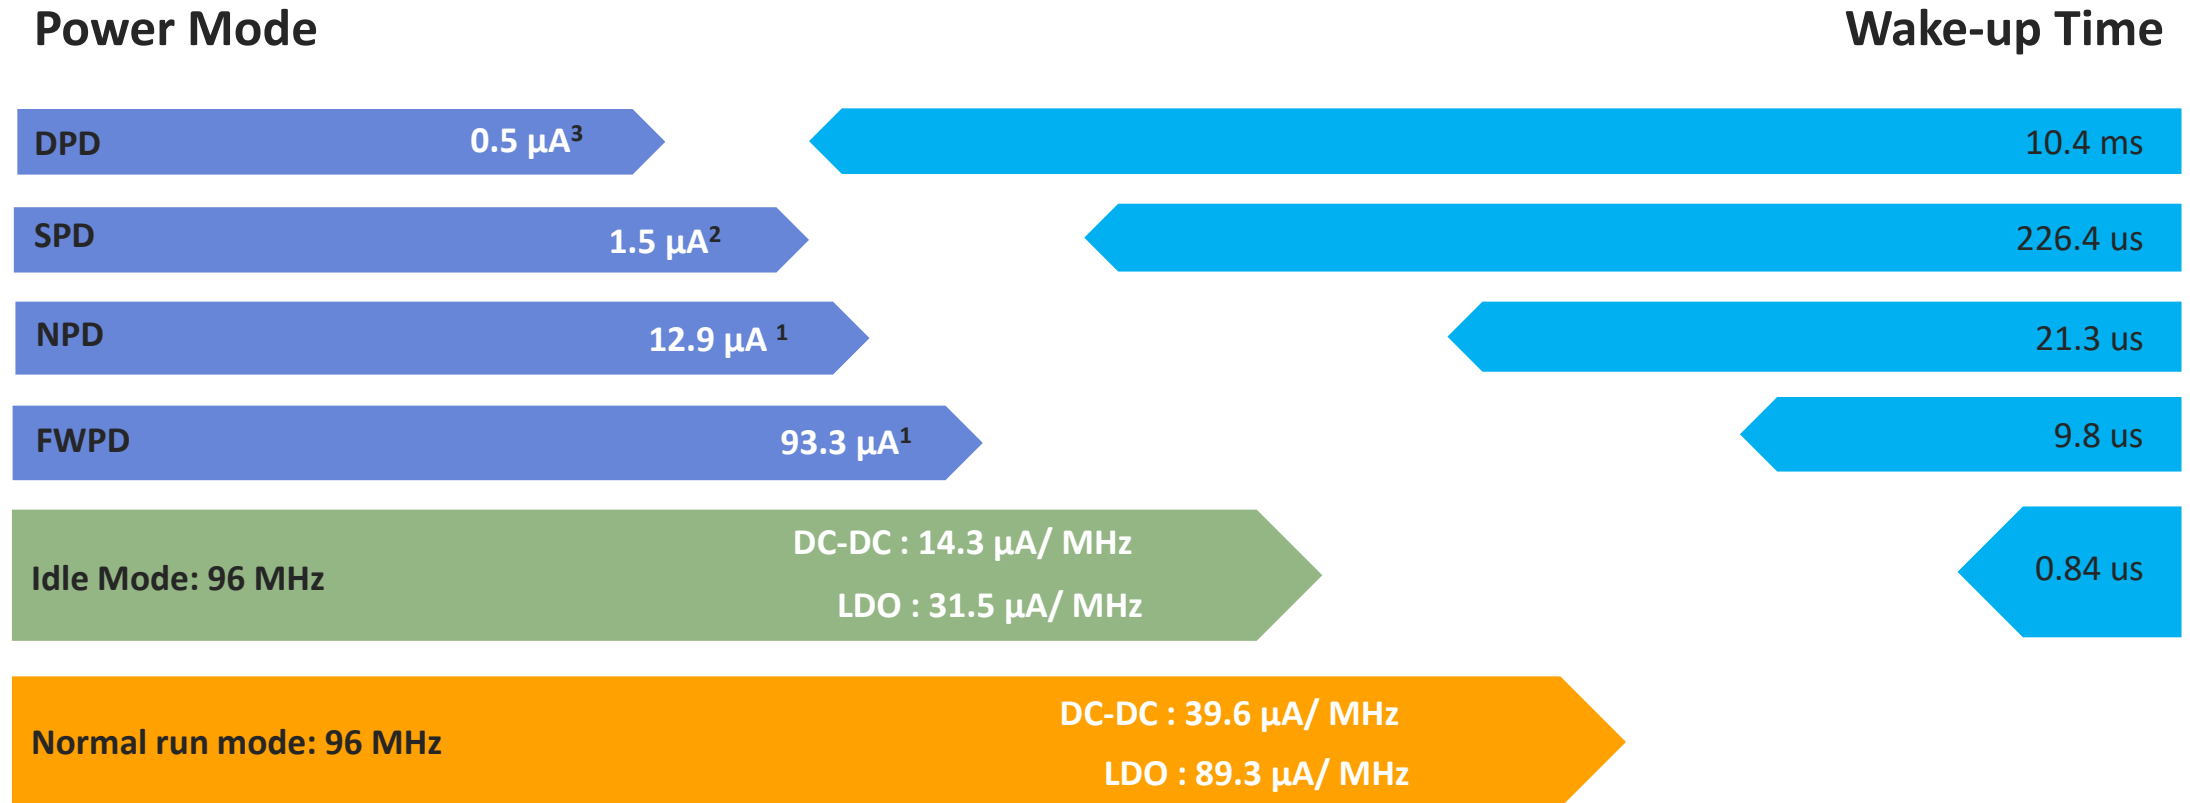 Power Mode
Wake-up Time
DPD
0.5 µA³
10.4 ms
SPD
1.5 µA²
226.4 us
NPD
12.9 µA ¹
21.3 us
FWPD
93.3 µA¹
9.8 us
Idle Mode: 96 MHz
DC-DC : 14.3 µA/ MHz
LDO : 31.5 µA/ MHz
0.84 us
Normal run mode: 96 MHz
DC-DC : 39.6 µA/ MHz
LDO : 89.3 µA/ MHz